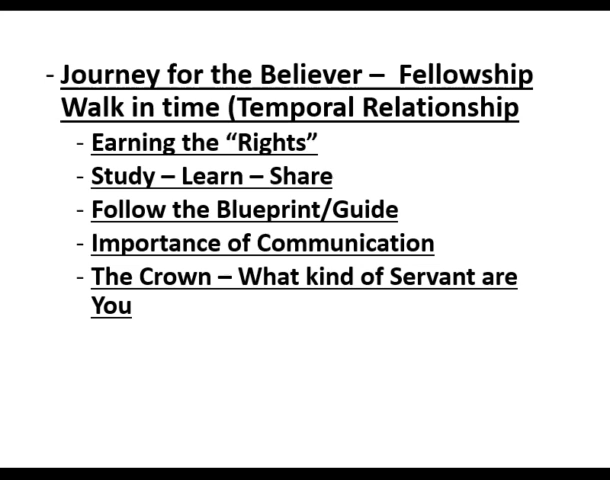 - Journey for the Believer – Fellowship
Walk in time (Temporal Relationship
- Earning the “Rights”
- Study – Learn – Share
- Follow the Blueprint/Guide
- Importance of Communication
- The Crown – What kind of Servant are
You